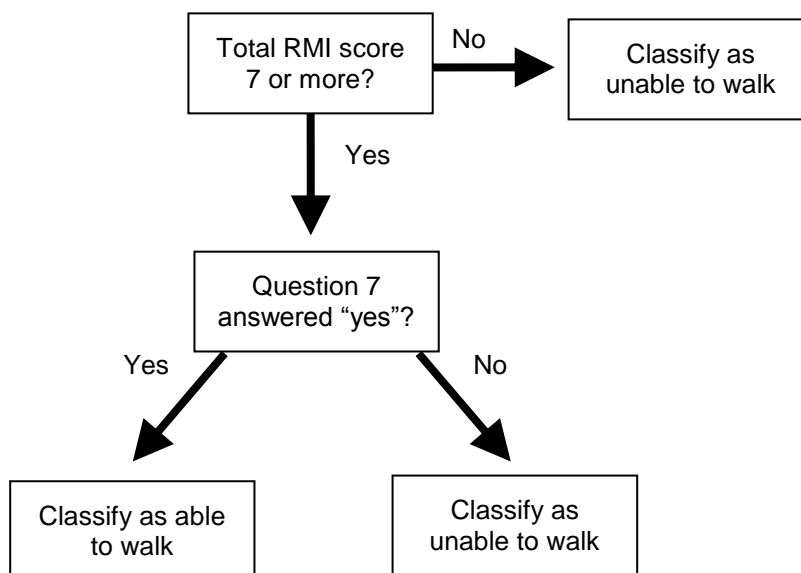 Total RMI score
7 or more?
No
Classify as
unable to walk
Yes
Question 7
answered “yes”?
Yes
No
Classify as able
to walk
Classify as
unable to walk